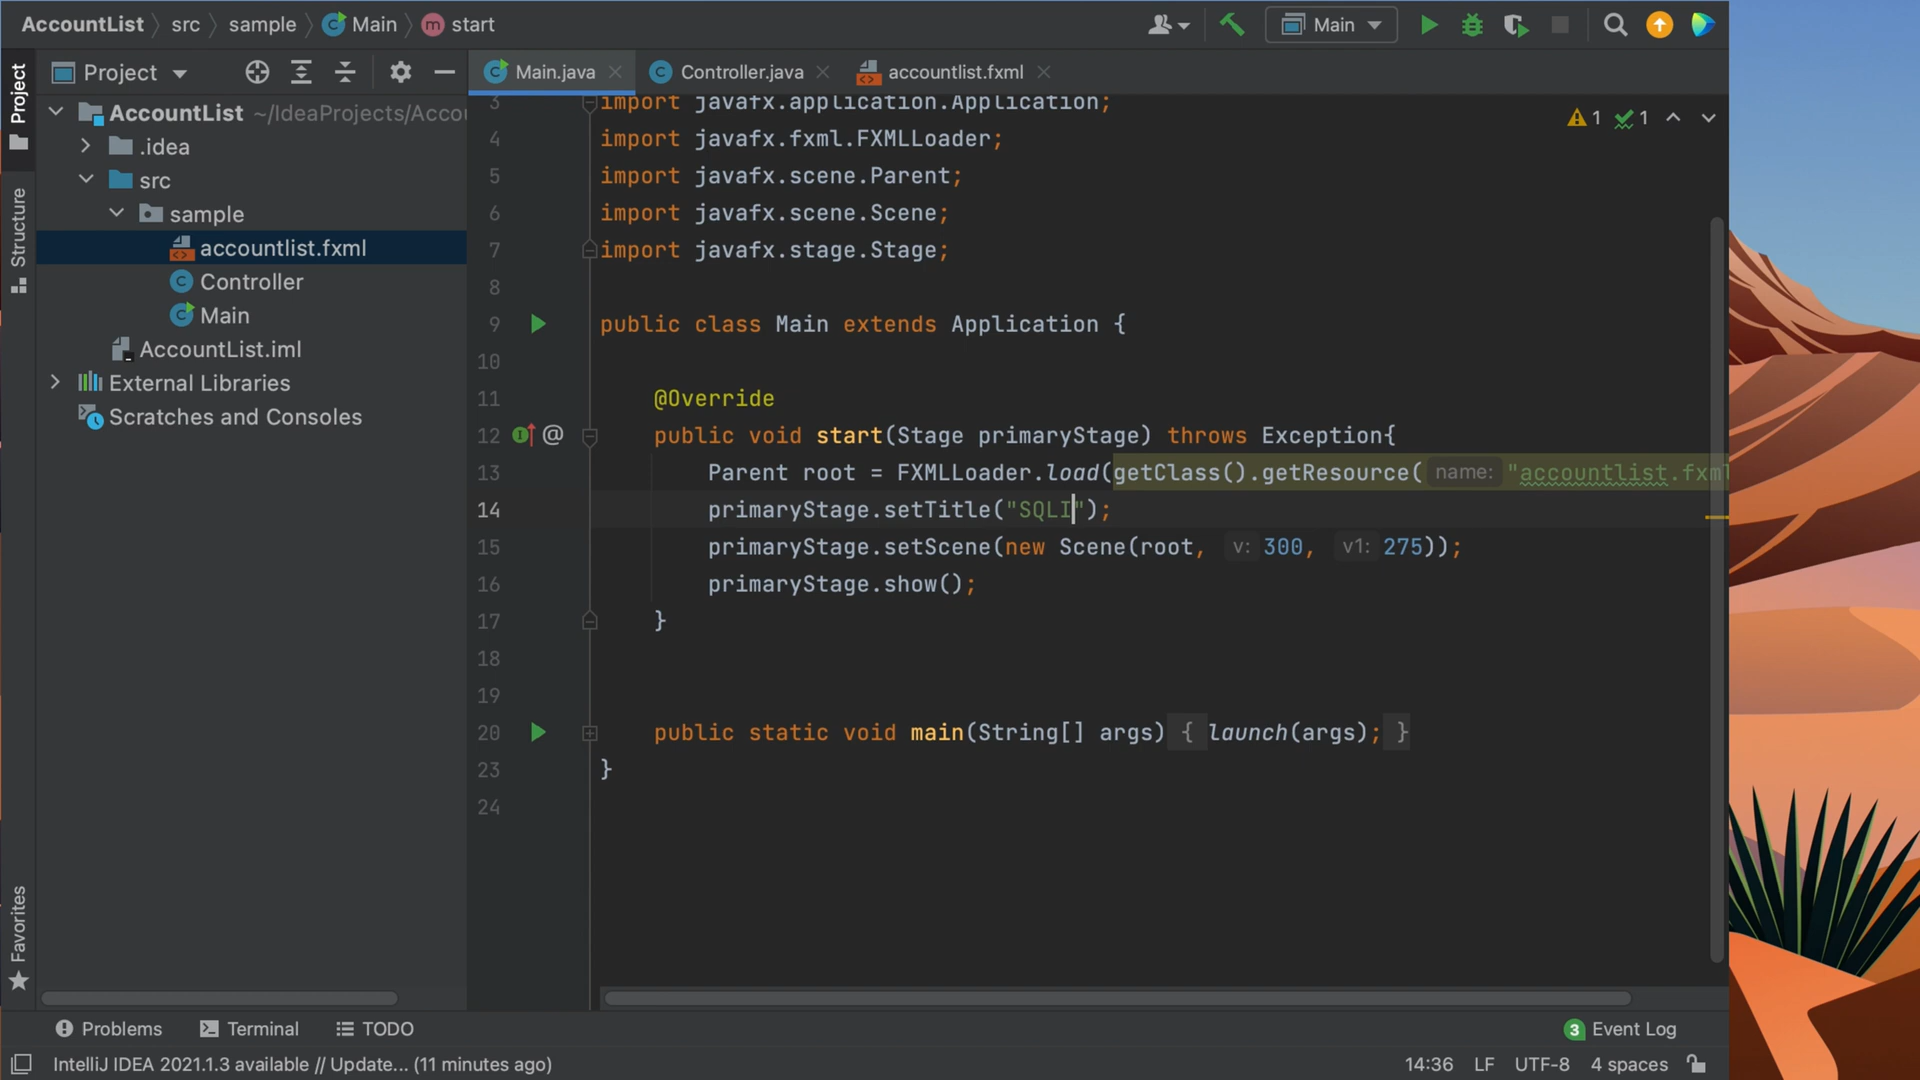 AccountList src sample Main start
Main
Project
Project
Structure
Favorites
AccountList ~/IdeaProjects/Accou
.idea
src
sample
accountlist.fxml
Controller
Main
AccountList.iml
External Libraries
Scratches and Consoles
Main.java Controller.java accountlist.fxml
1 1
3 import javafx.application.Application;
4 import javafx.fxml.FXMLLoader;
5 import javafx.scene.Parent;
6 import javafx.scene.Scene;
7 import javafx.stage.Stage;
8
9 public class Main extends Application {
10
11 @Override
12 @ public void start(Stage primaryStage) throws Exception{
13 Parent root = FXMLLoader.load(getClass().getResource( name: "accountlist.fxml
14 primaryStage.setTitle("SQLI");
15 primaryStage.setScene(new Scene(root, v: 300, v1: 275));
16 primaryStage.show();
17 }
18
19
20 public static void main(String[] args) { launch(args); }
23 }
24
Problems Terminal TODO 3 Event Log
IntelliJ IDEA 2021.1.3 available // Update... (11 minutes ago) 14:36 LF UTF-8 4 spaces